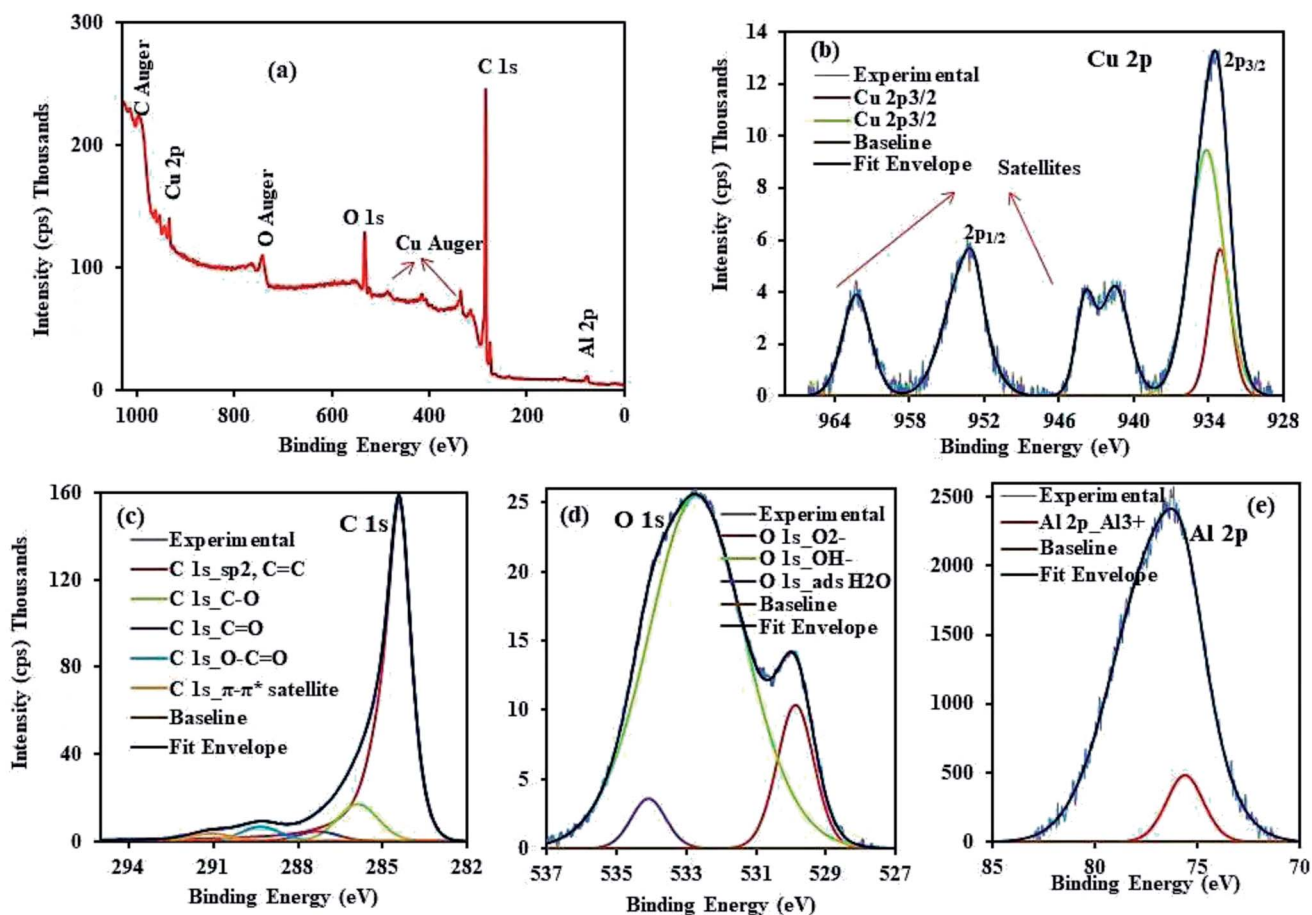 (a)
Intensity (cps) Thousands
300
200
100
0
C Auger
Cu 2p
O Auger
O 1s
Cu Auger
C 1s
Al 2p
1000 800 600 400 200 0
Binding Energy (eV)
(b)
Cu 2p
Intensity (cps) Thousands
14
12
10
8
6
4
2
0
Experimental
Cu 2p3/2
Cu 2p3/2
Baseline
Fit Envelope
Satellites
2p3/2
2p1/2
964 958 952 946 940 934 928
Binding Energy (eV)
(c)
C 1s
Intensity (cps) Thousands
160
120
80
40
0
Experimental
C 1s_sp2, C=C
C 1s_C-O
C 1s_C=O
C 1s_O-C=O
C 1s_π-π* satellite
Baseline
Fit Envelope
294 291 288 285 282
Binding Energy (eV)
(d)
O 1s
25
20
15
10
5
0
Experimental
O 1s_O2-
O 1s_OH-
O 1s_ads H2O
Baseline
Fit Envelope
537 535 533 531 529 527
Binding Energy (eV)
(e)
Al 2p
2500
2000
1500
1000
500
0
Experimental
Al 2p_Al3+
Baseline
Fit Envelope
85 80 75 70
Binding Energy (eV)